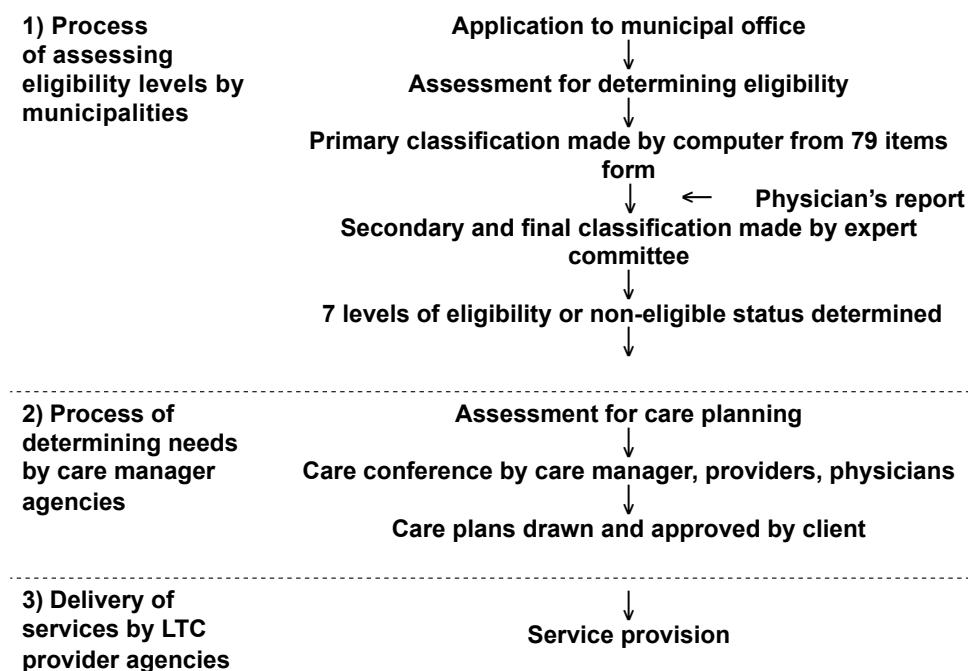 1) Process
of assessing
eligibility levels by
municipalities
Application to municipal office
Assessment for determining eligibility
Primary classification made by computer from 79 items
form
Physician’s report
Secondary and final classification made by expert
committee
7 levels of eligibility or non-eligible status determined
2) Process of
determining needs
by care manager
agencies
Assessment for care planning
Care conference by care manager, providers, physicians
Care plans drawn and approved by client
3) Delivery of
services by LTC
provider agencies
Service provision